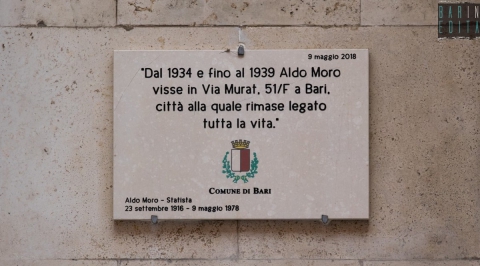 9 maggio 2018
"Dal 1934 e fino al 1939 Aldo Moro
visse in Via Murat, 51/F a Bari,
città alla quale rimase legato
tutta la vita."
COMUNE DI BARI
Aldo Moro - Statista
23 settembre 1916 - 9 maggio 1978